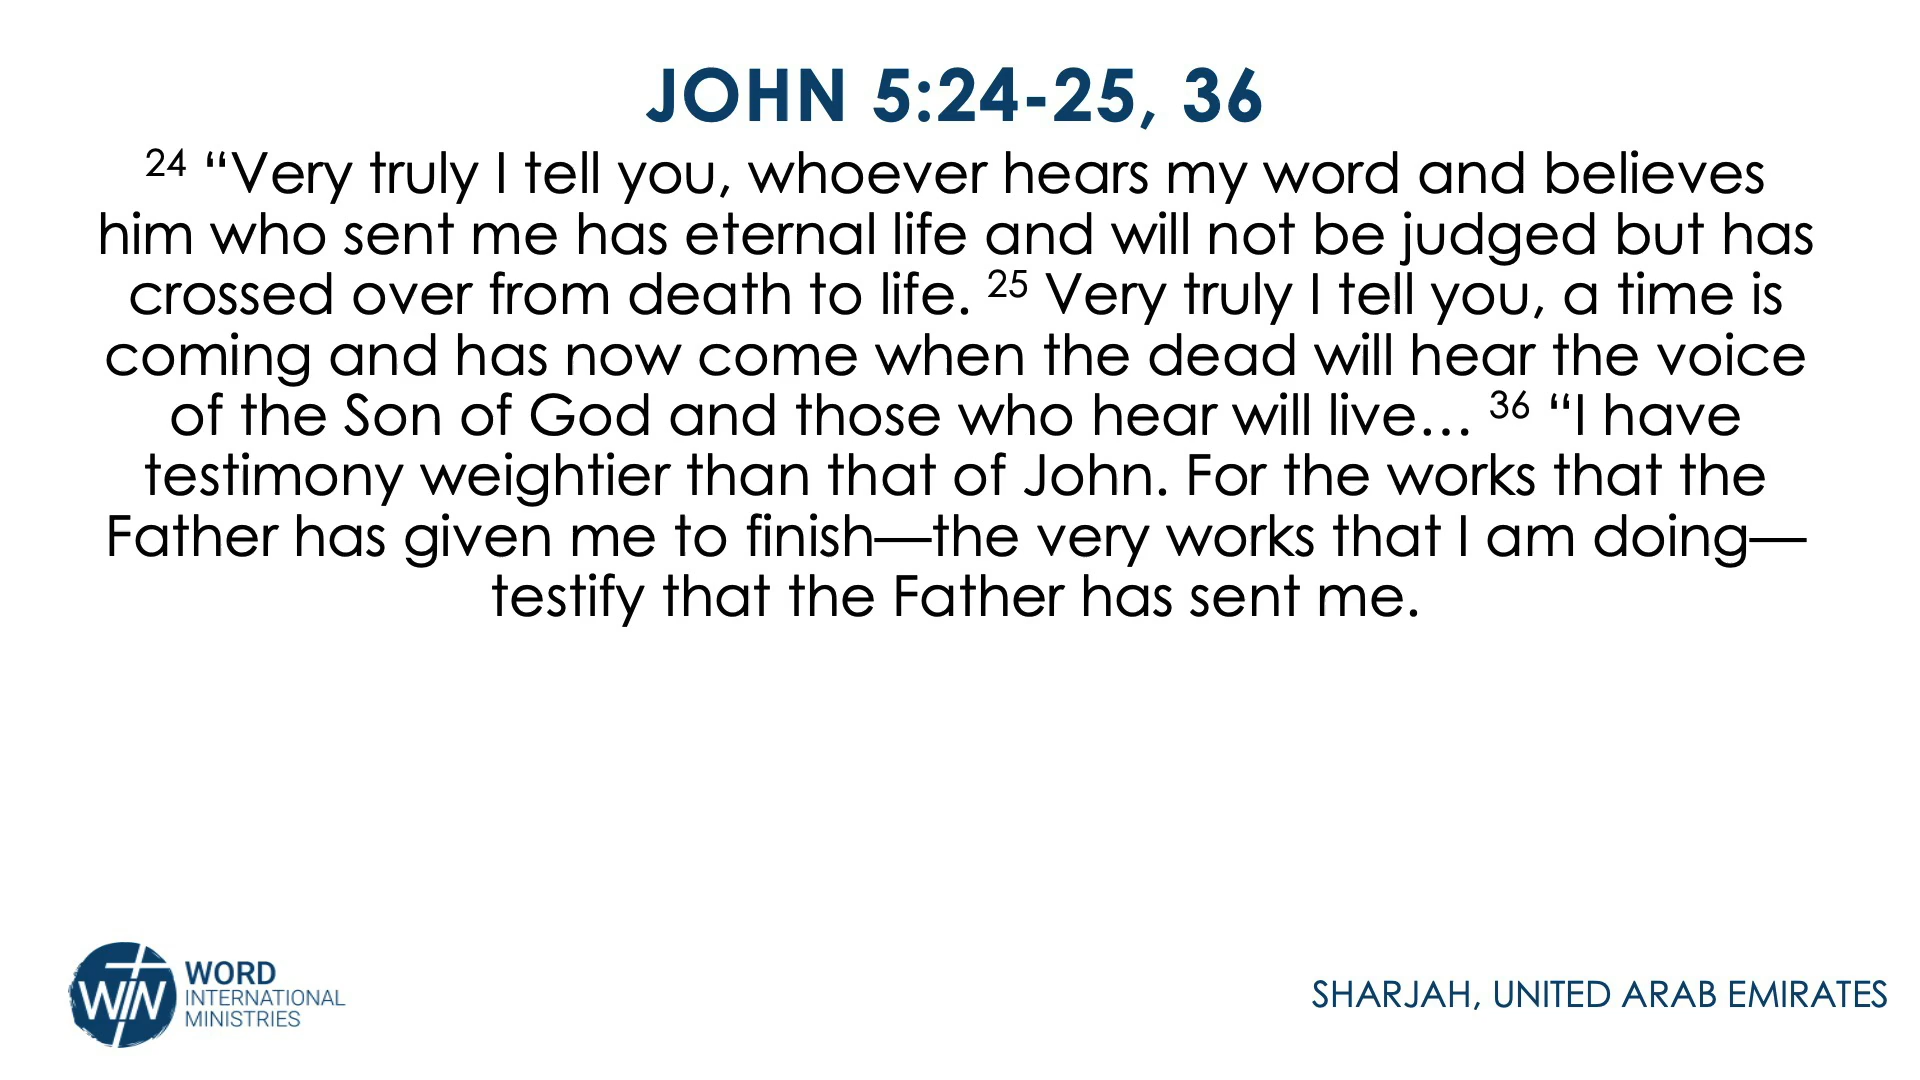 JOHN 5:24-25, 36
24 “Very truly I tell you, whoever hears my word and believes
him who sent me has eternal life and will not be judged but has
crossed over from death to life. 25 Very truly I tell you, a time is
coming and has now come when the dead will hear the voice
of the Son of God and those who hear will live… 36 “I have
testimony weightier than that of John. For the works that the
Father has given me to finish—the very works that I am doing—
testify that the Father has sent me.
WIN
WORD
INTERNATIONAL
MINISTRIES
SHARJAH, UNITED ARAB EMIRATES